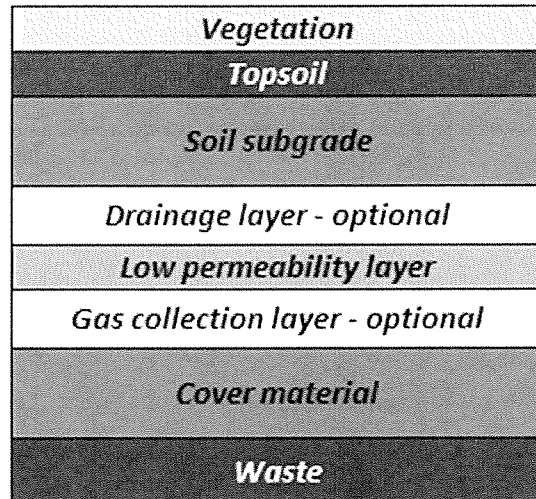 Vegetation
Topsoil
Soil subgrade
Drainage layer - optional
Low permeability layer
Gas collection layer - optional
Cover material
Waste